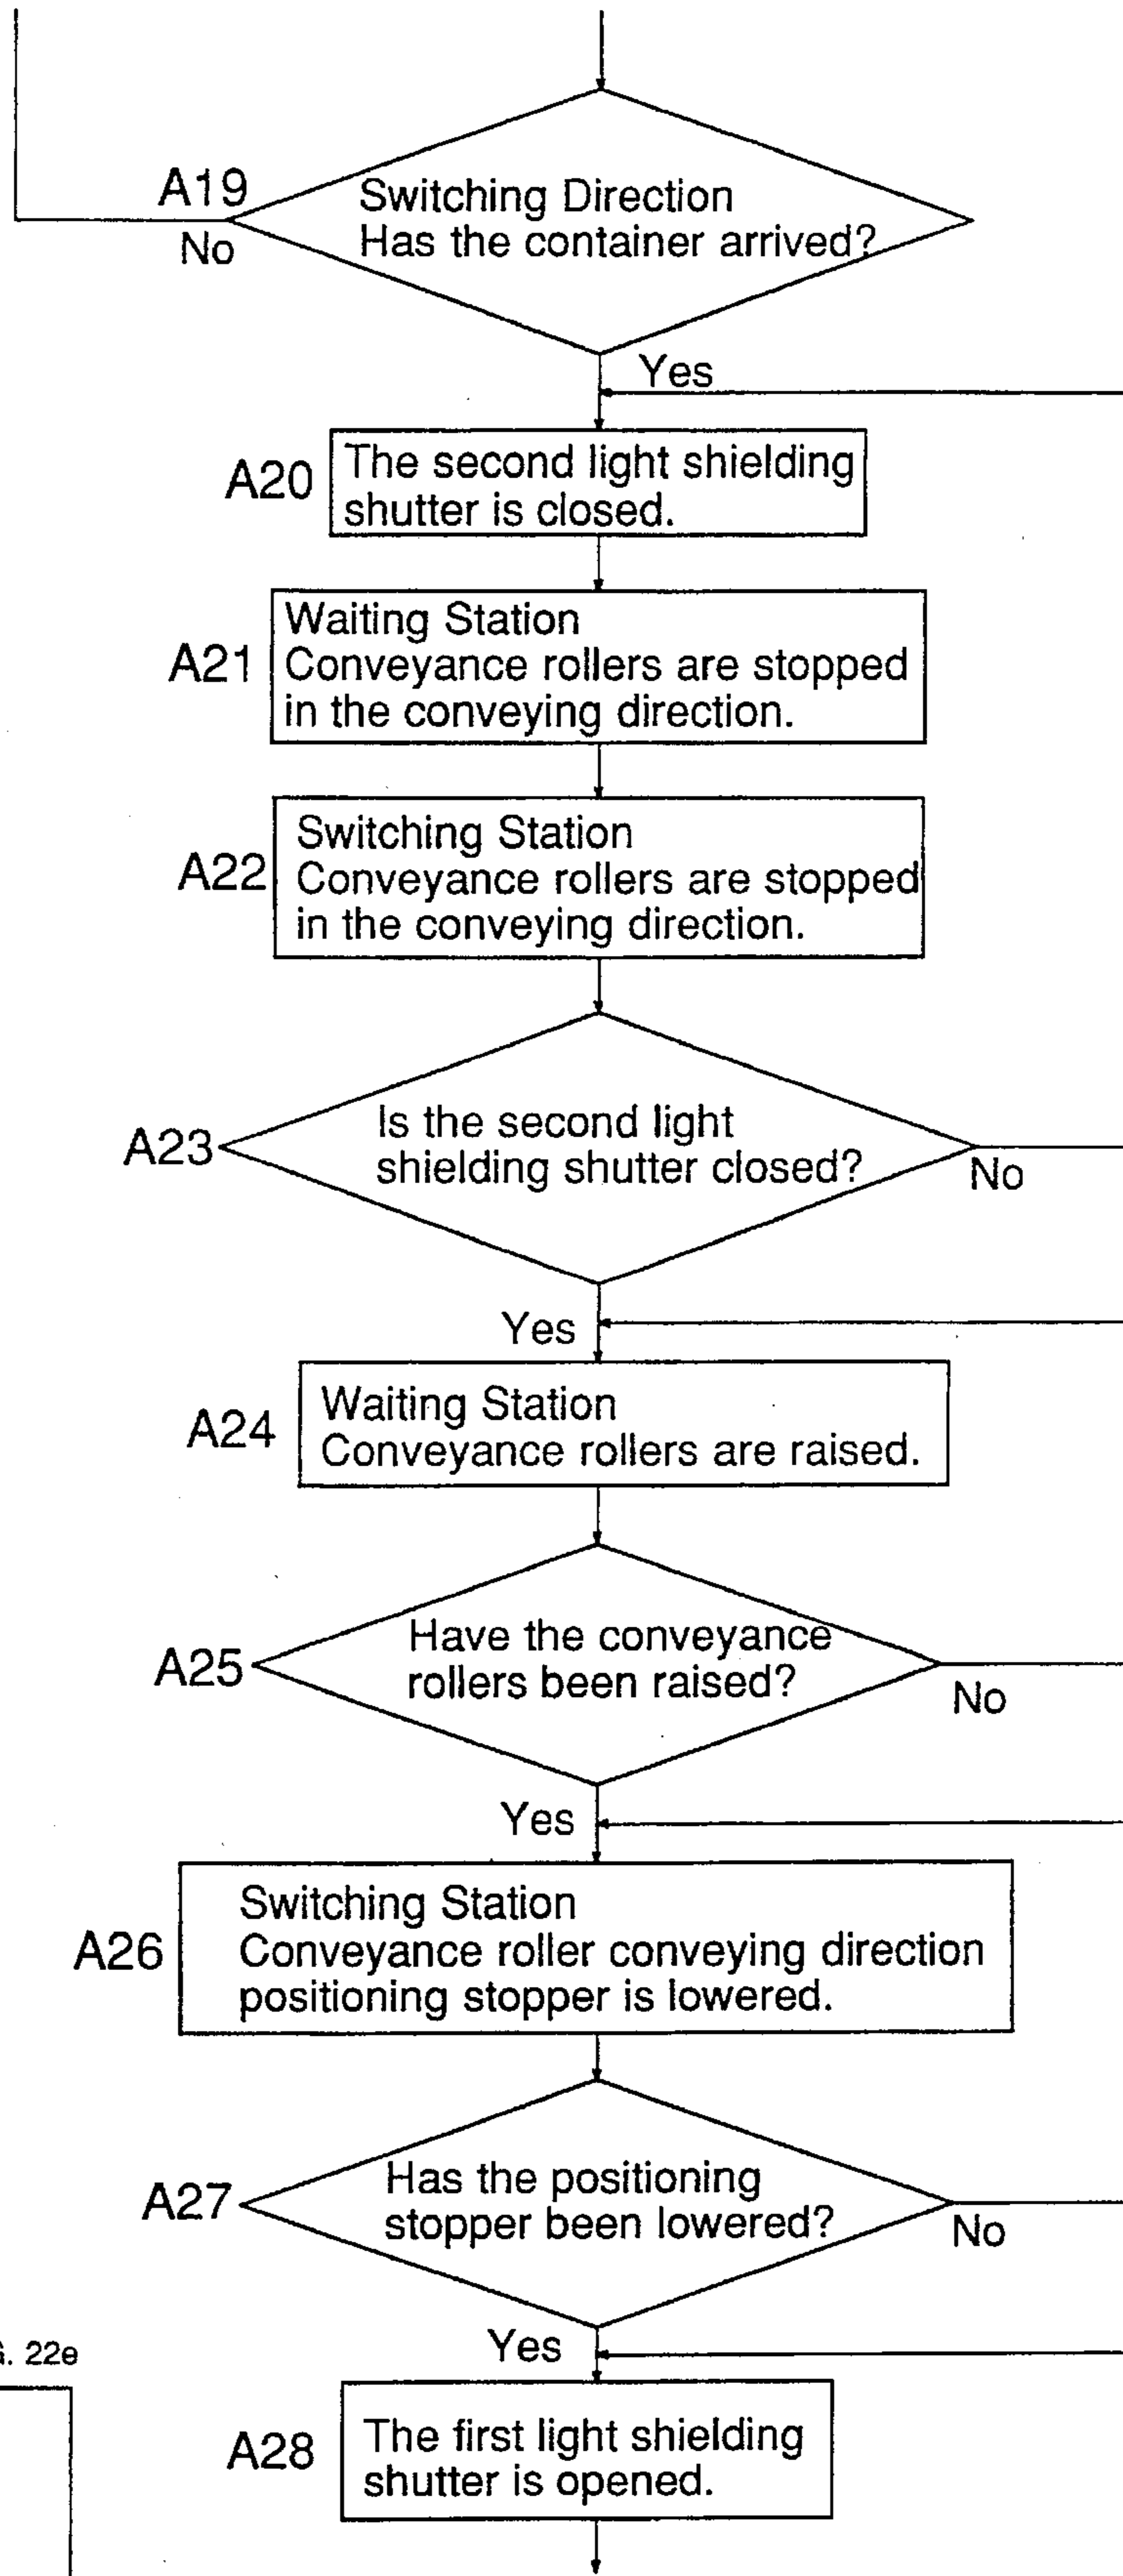 A19
No
Switching Direction
Has the container arrived?
Yes
A20
The second light shielding
shutter is closed.
A21
Waiting Station
Conveyance rollers are stopped
in the conveying direction.
A22
Switching Station
Conveyance rollers are stopped
in the conveying direction.
A23
Is the second light
shielding shutter closed?
No
Yes
A24
Waiting Station
Conveyance rollers are raised.
A25
Have the conveyance
rollers been raised?
No
Yes
A26
Switching Station
Conveyance roller conveying direction
positioning stopper is lowered.
A27
Has the positioning
stopper been lowered?
No
Yes
22e
A28
The first light shielding
shutter is opened.